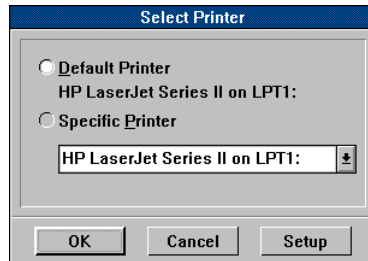 Select Printer
Default Printer
HP LaserJet Series II on LPT1:
Specific Printer
HP LaserJet Series II on LPT1:
OK
Cancel
Setup